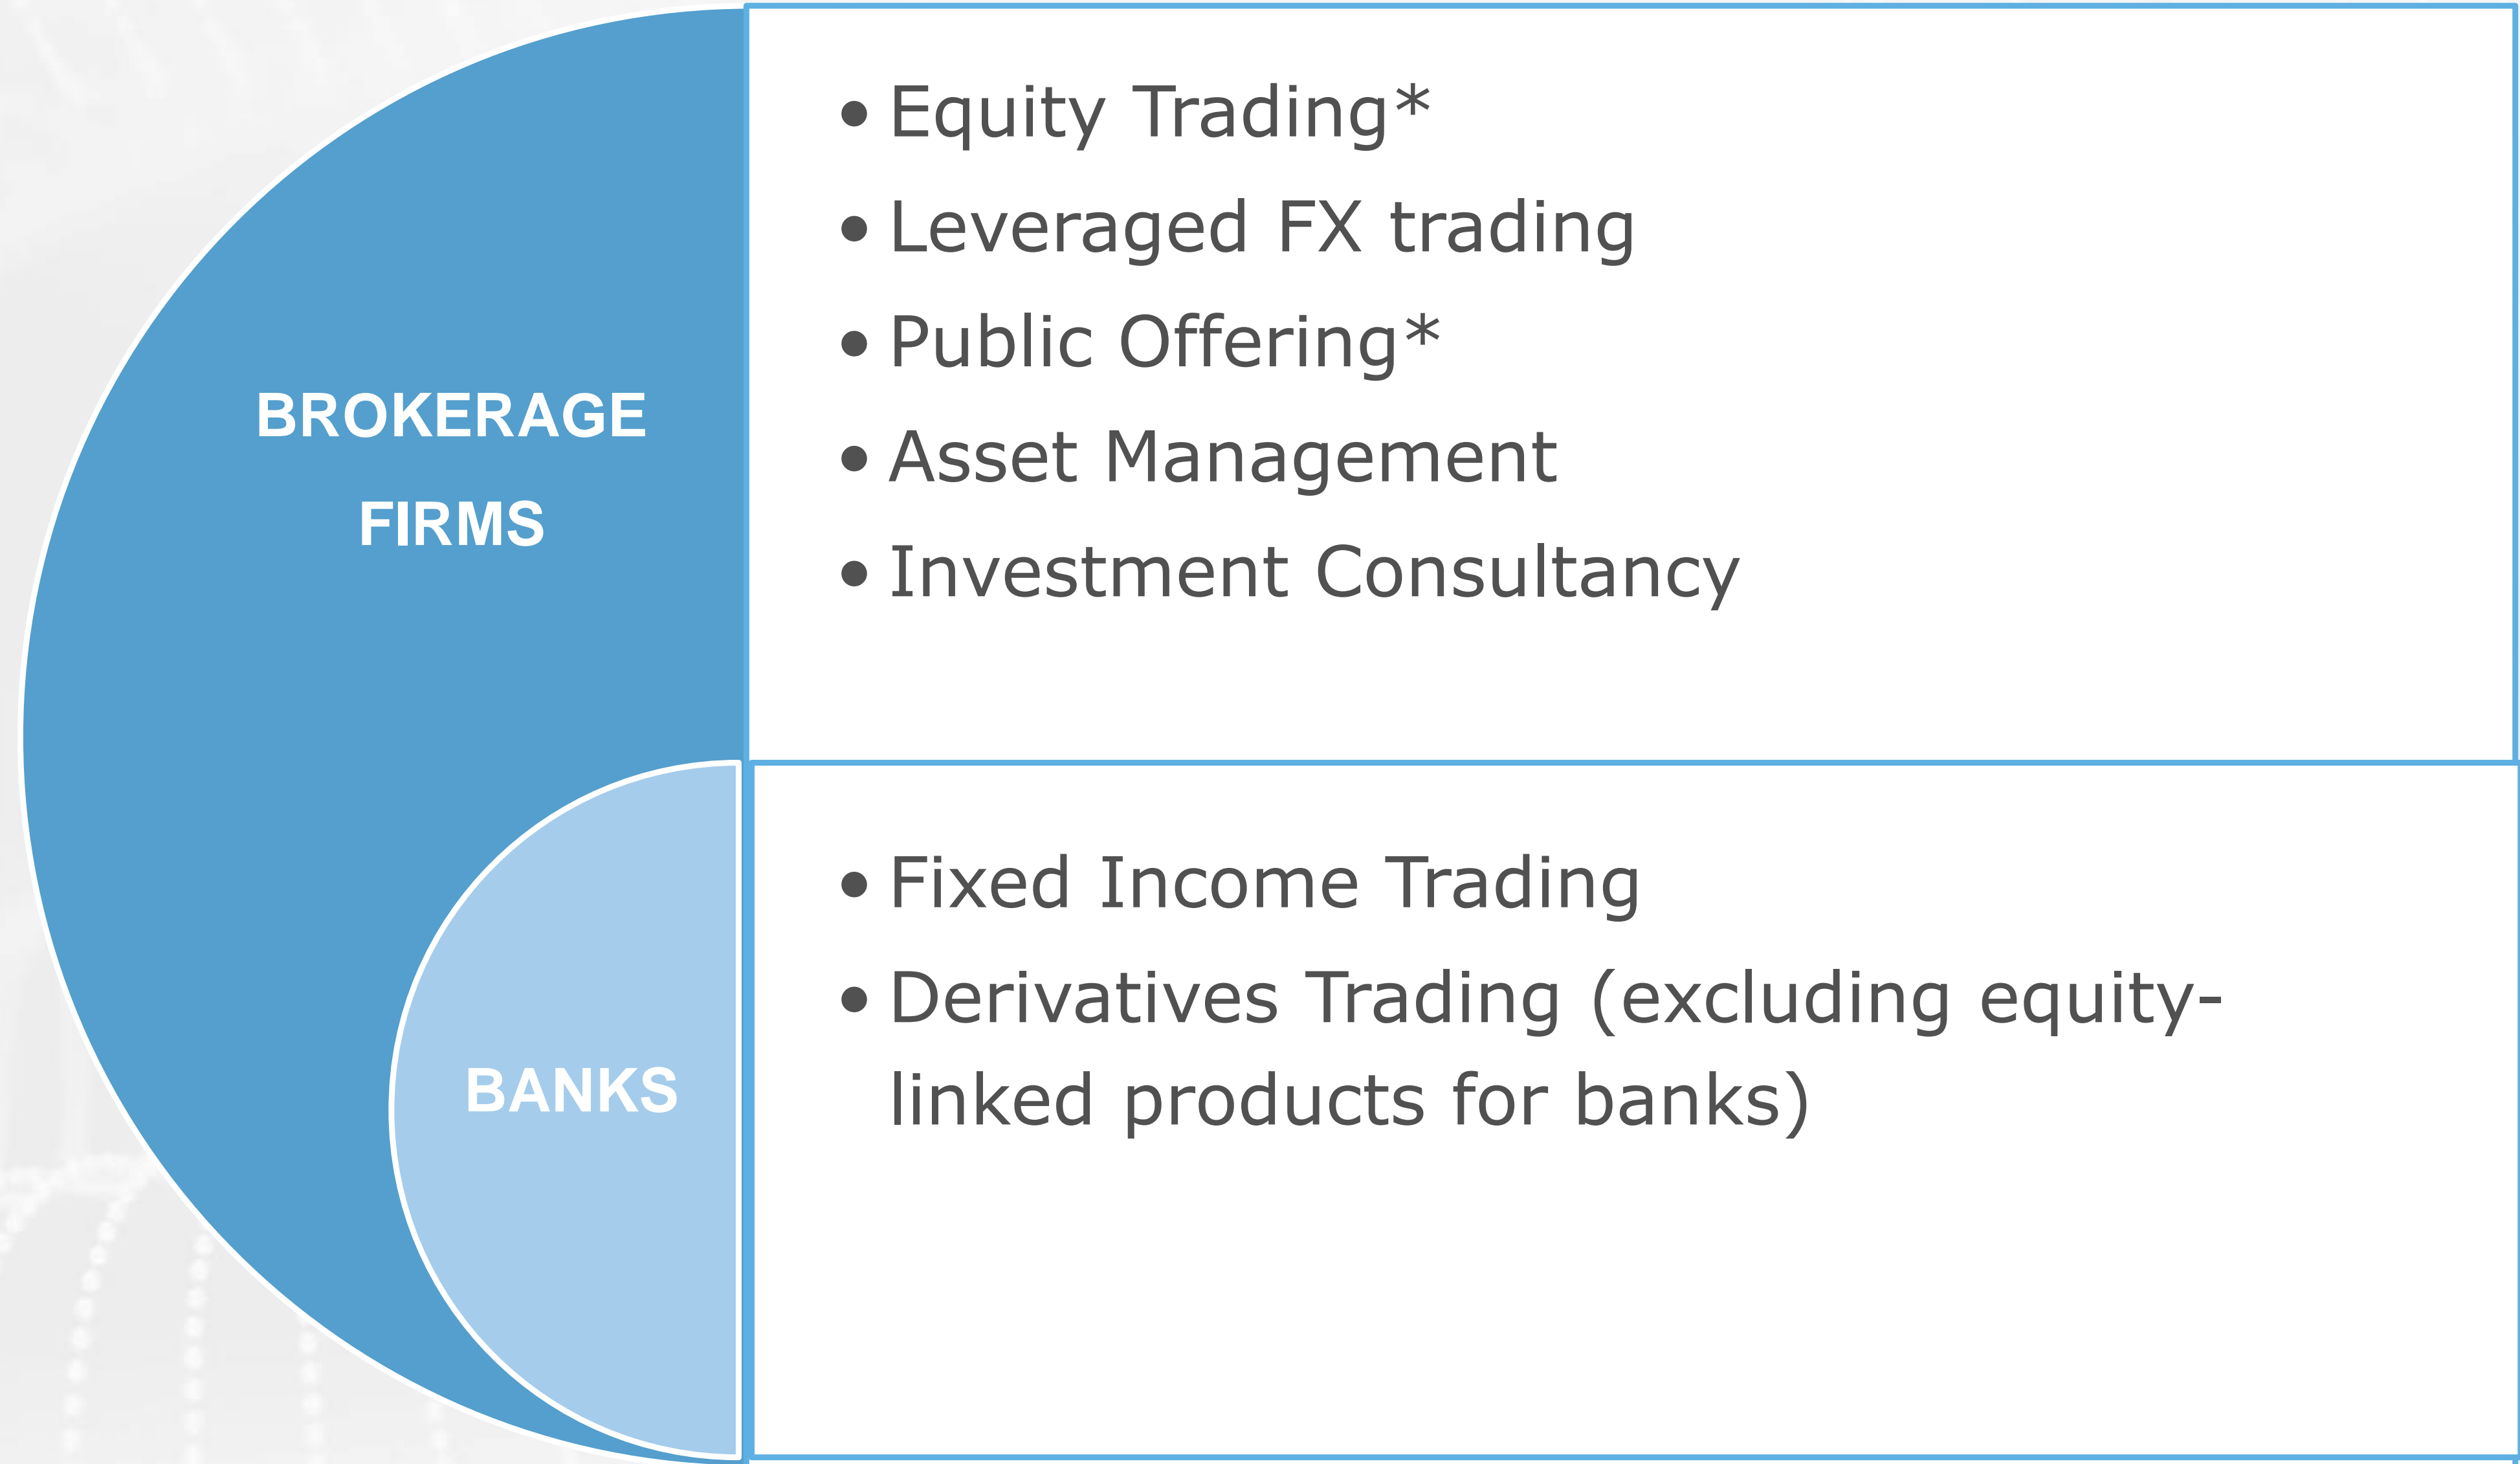 BROKERAGE
FIRMS
• Equity Trading*
• Leveraged FX trading
• Public Offering*
• Asset Management
• Investment Consultancy
BANKS
• Fixed Income Trading
• Derivatives Trading (excluding equity-
linked products for banks)